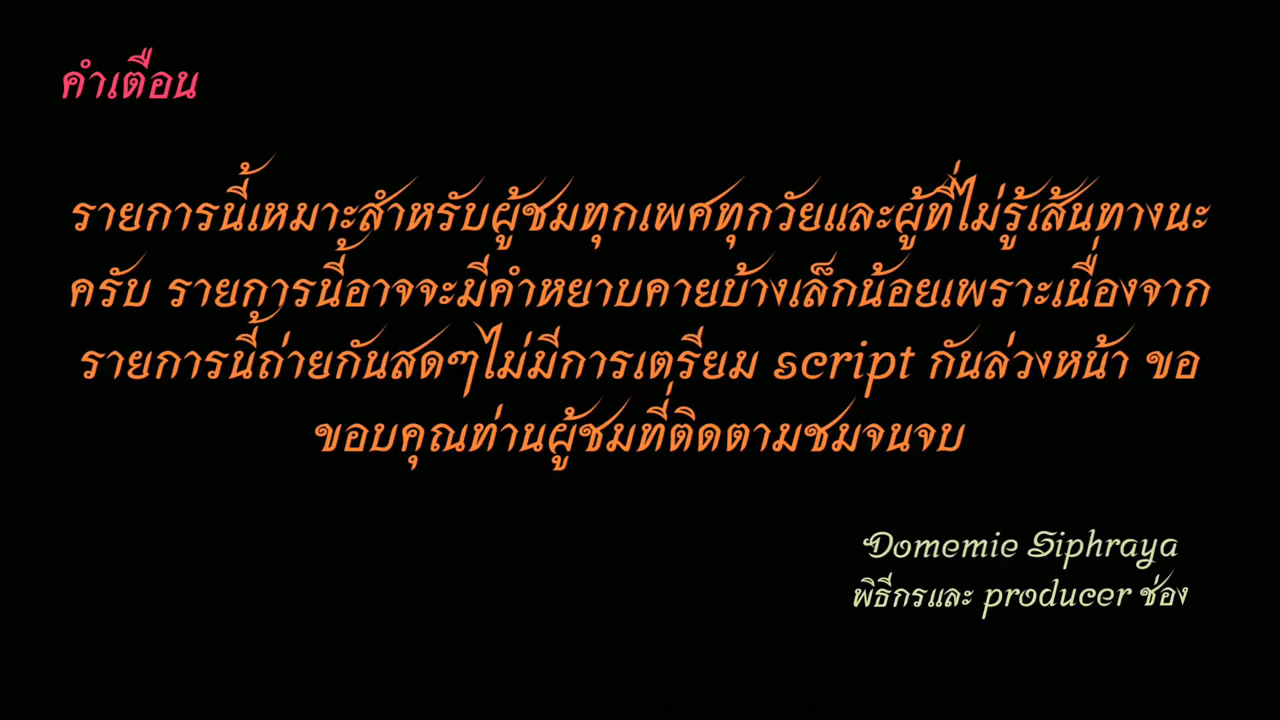 คำเตือน
รายการนี้เหมาะสำหรับผู้ชมทุกเพศทุกวัยและผู้ที่ไม่รู้เส้นทางนะ
ครับ รายการนี้อาจจะมีคำหยาบคายบ้างเล็กน้อยเพราะเนื่องจาก
รายการนี้ถ่ายกันสดๆไม่มีการเตรียม script กันล่วงหน้า ขอ
ขอบคุณท่านผู้ชมที่ติดตามชมจนจบ
Domemie Siphraya
พิธีกรและ producer ช่อง